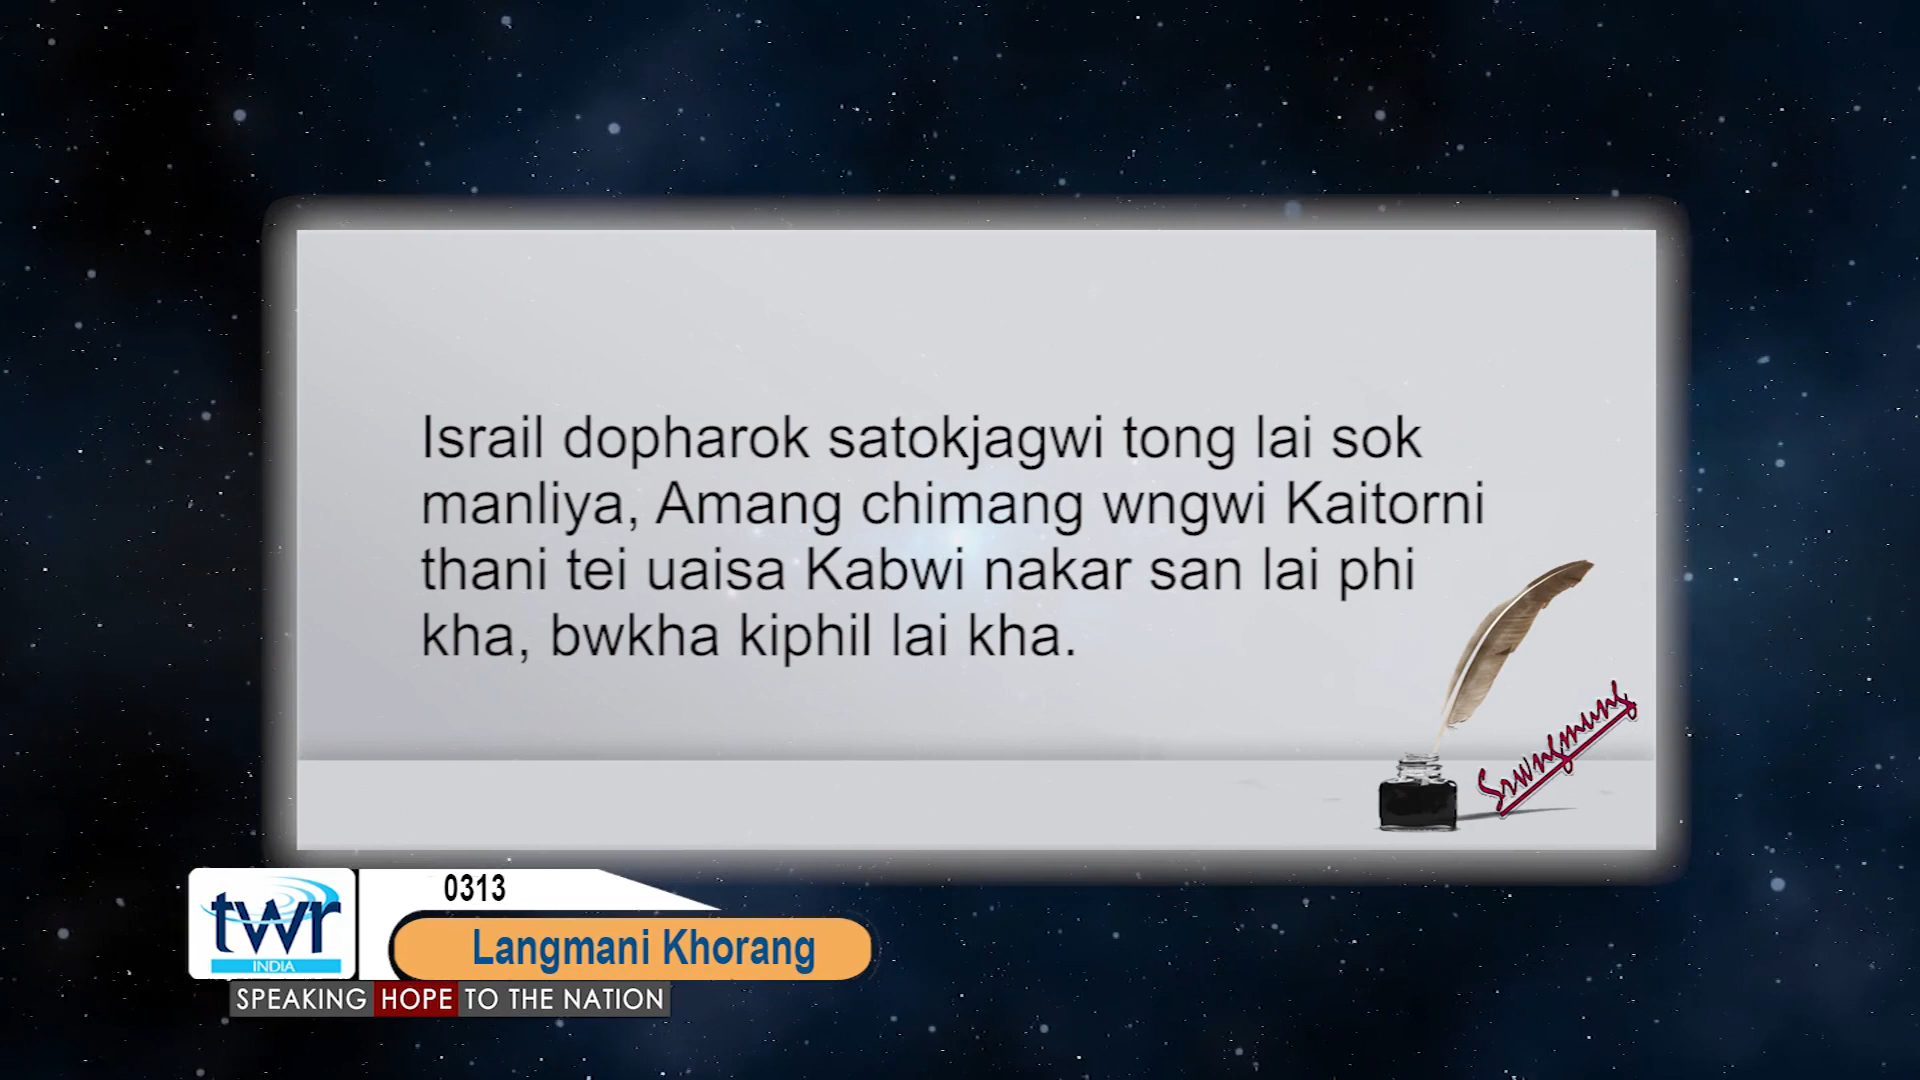 Israil dopharok satokjagwi tong lai sok
manliya, Amang chimang wngwi Kaitorni
thani tei uaisa Kabwi nakar san lai phi
kha, bwkha kiphil lai kha.
Srwngmung
0313
twr
INDIA
Langmani Khorang
SPEAKING HOPE TO THE NATION